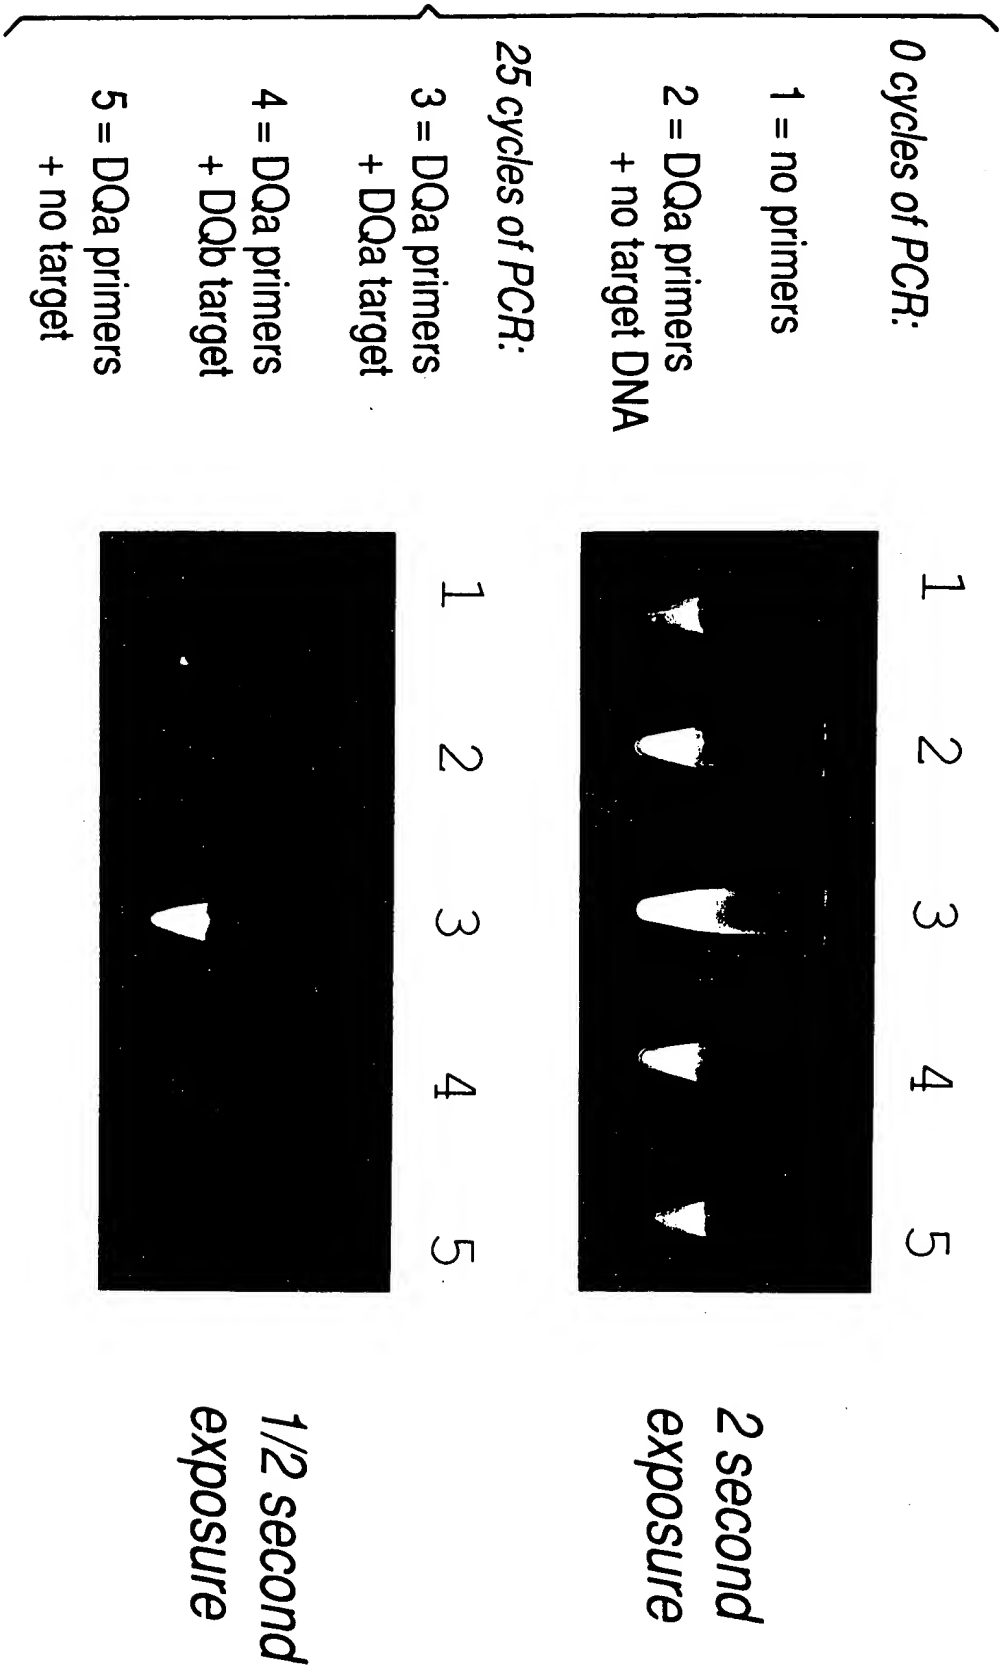 0 cycles of PCR:
1 = no primers
2 = DQa primers
+ no target DNA
25 cycles of PCR:
3 = DQa primers
+ DQa target
4 = DQa primers
+ DQb target
5 = DQa primers
+ no target
1 2 3 4 5
2 second
exposure
1 2 3 4 5
1/2 second
exposure